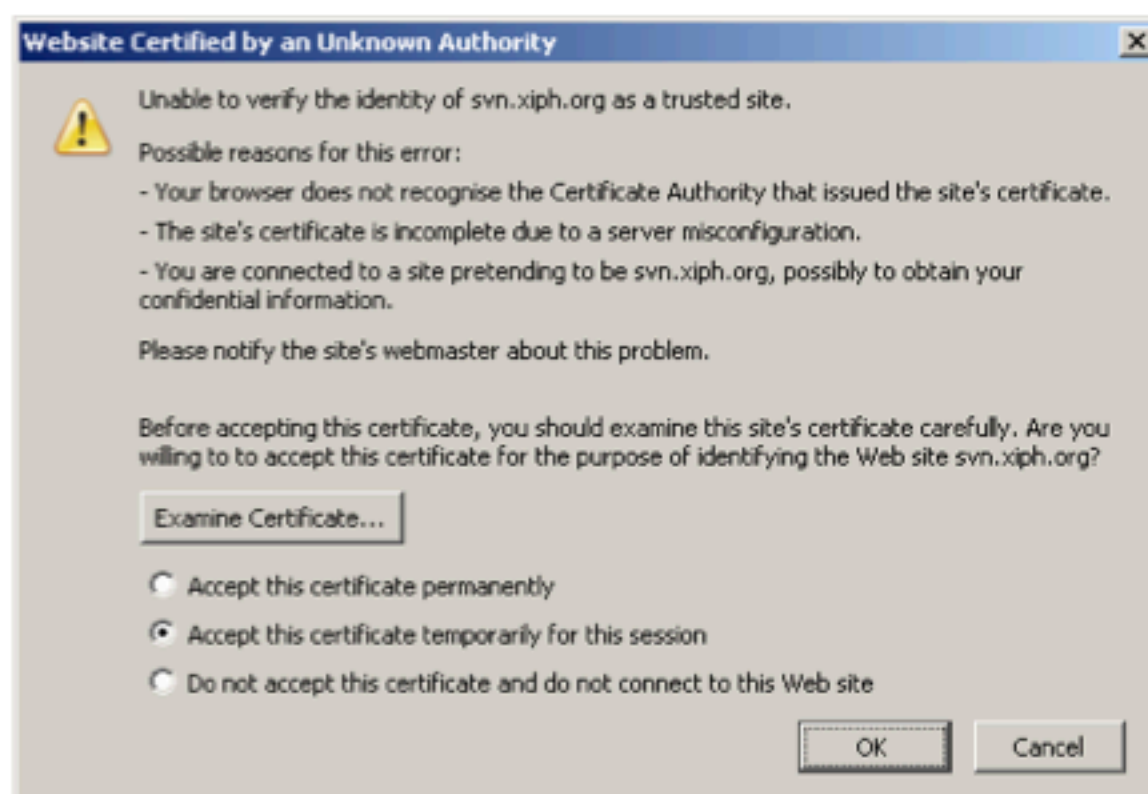 Website Certified by an Unknown Authority
Unable to verify the identity of svn.xiph.org as a trusted site.
Possible reasons for this error:
- Your browser does not recognise the Certificate Authority that issued the site's certificate.
- The site's certificate is incomplete due to a server misconfiguration.
- You are connected to a site pretending to be svn.xiph.org, possibly to obtain your
confidential information.
Please notify the site's webmaster about this problem.
Before accepting this certificate, you should examine this site's certificate carefully. Are you
willing to to accept this certificate for the purpose of identifying the Web site svn.xiph.org?
Examine Certificate...
Accept this certificate permanently
Accept this certificate temporarily for this session
Do not accept this certificate and do not connect to this Web site
OK Cancel